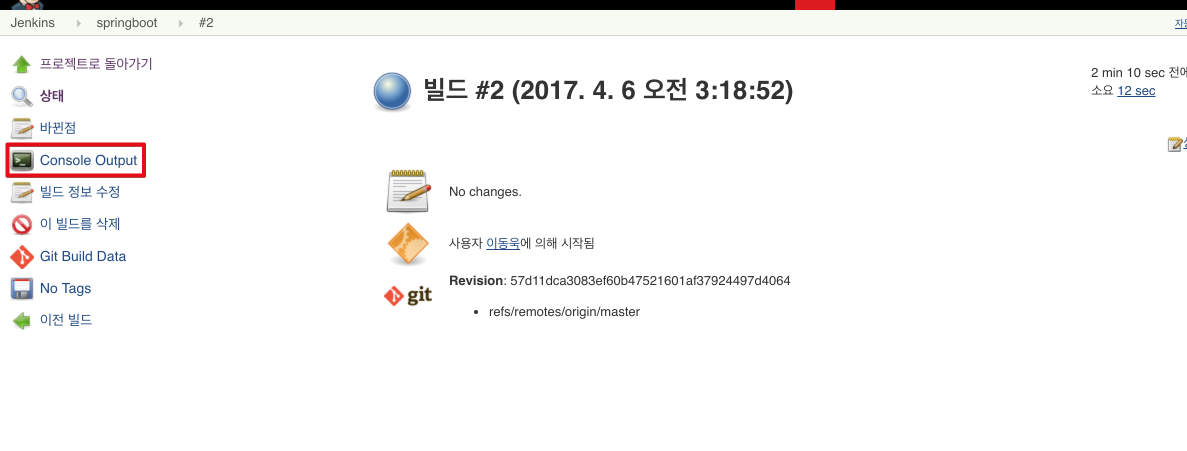 Jenkins springboot #2
프로젝트로 돌아가기
상태
바뀐점
Console Output
빌드 정보 수정
이 빌드를 삭제
Git Build Data
No Tags
이전 빌드
빌드 #2 (2017. 4. 6 오전 3:18:52)
2 min 10 sec 전에
소요 12 sec
No changes.
사용자 이동욱에 의해 시작됨
Revision: 57d11dca3083ef60b47521601af37924497d4064
git
• refs/remotes/origin/master